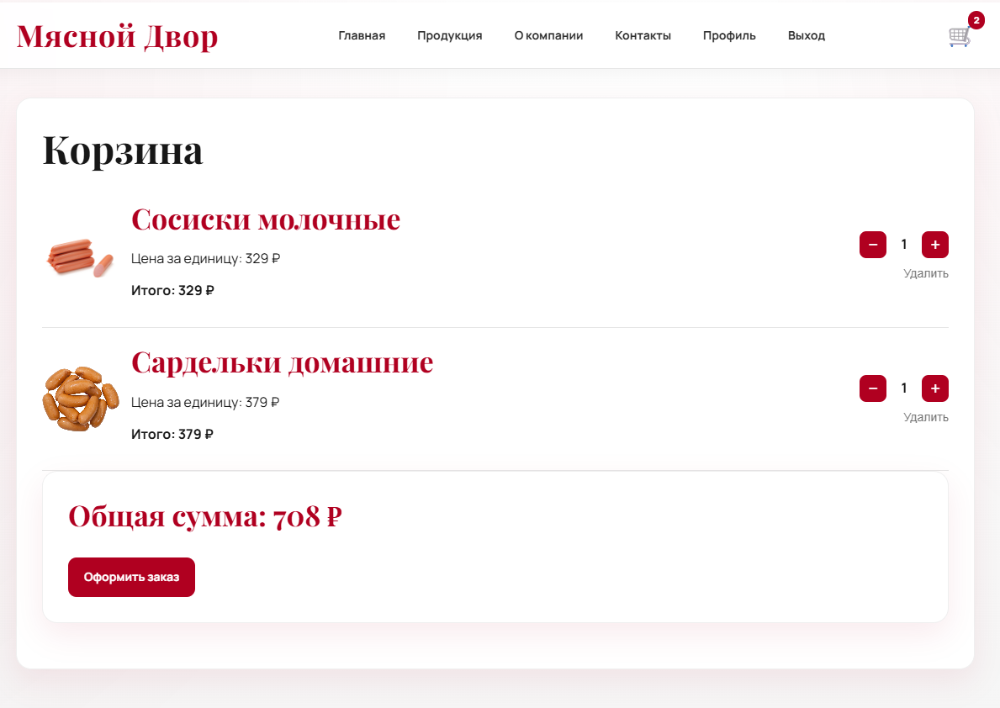 Мясной Двор
Главная Продукция О компании Контакты Профиль Выход
2
Корзина
Сосиски молочные
Цена за единицу: 329 ₽
Итого: 329 ₽
− 1 +
Удалить
Сардельки домашние
Цена за единицу: 379 ₽
Итого: 379 ₽
− 1 +
Удалить
Общая сумма: 708 ₽
Оформить заказ